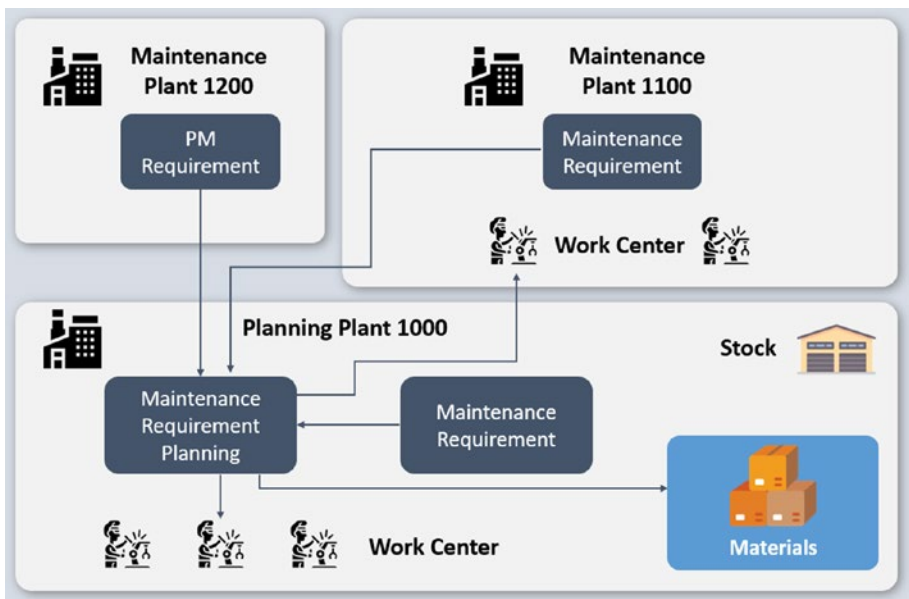 Maintenance
Plant 1200
PM
Requirement
Maintenance
Plant 1100
Maintenance
Requirement
Work Center
Planning Plant 1000
Stock
Maintenance
Requirement
Planning
Maintenance
Requirement
Work Center
Materials